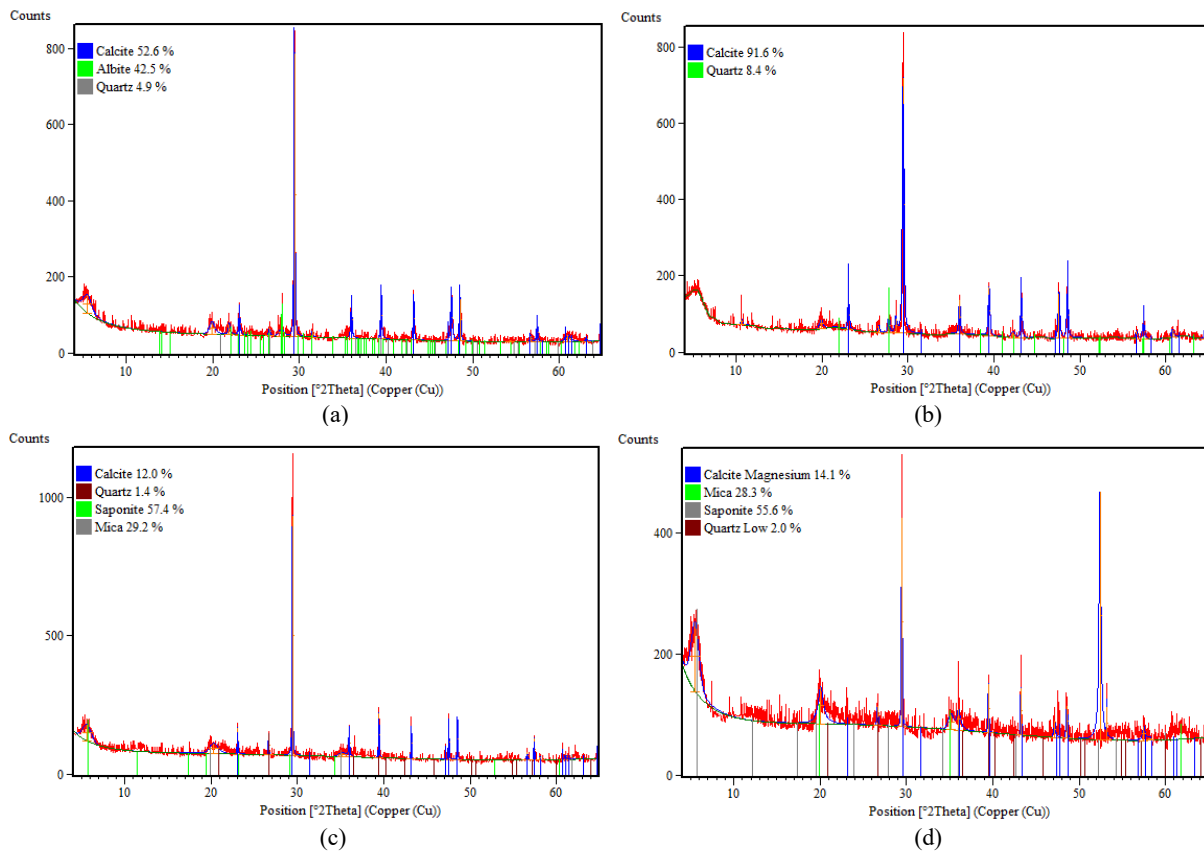 Counts
800
600
400
200
0
Calcite 52.6 %
Albite 42.5 %
Quartz 4.9 %
10 20 30 40 50 60
Position [°2Theta] (Copper (Cu))
(a)
Counts
800
600
400
200
0
Calcite 91.6 %
Quartz 8.4 %
10 20 30 40 50 60
Position [°2Theta] (Copper (Cu))
(b)
Counts
1000
500
0
Calcite 12.0 %
Quartz 1.4 %
Saponite 57.4 %
Mica 29.2 %
10 20 30 40 50 60
Position [°2Theta] (Copper (Cu))
(c)
Counts
400
200
0
Calcite Magnesium 14.1 %
Mica 28.3 %
Saponite 55.6 %
Quartz Low 2.0 %
10 20 30 40 50 60
Position [°2Theta] (Copper (Cu))
(d)